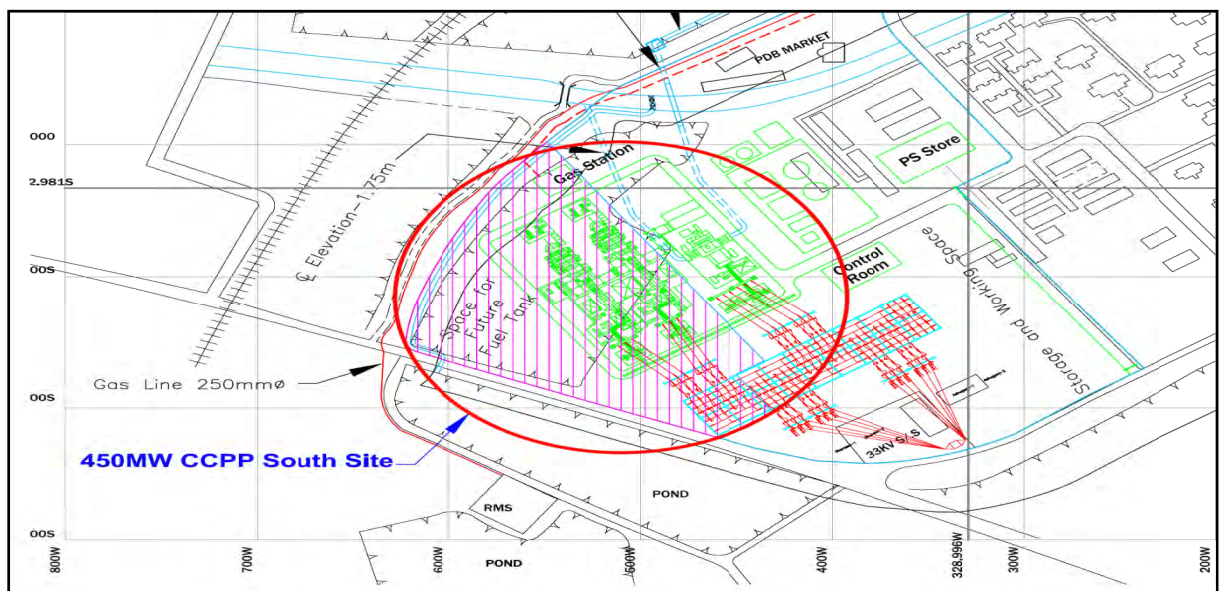 PDB MARKET
000
Gas Station
PS Store
2.981S
℄ Elevation-1.75m
Control
Room
Storage and Working Space
00S
Space for
Future
Fuel Tank
Gas Line 250mmø
00S
33KV S/S
450MW CCPP South Site
POND
RMS
00S
POND
800W
700W
600W
500W
400W
328.996W
300W
200W